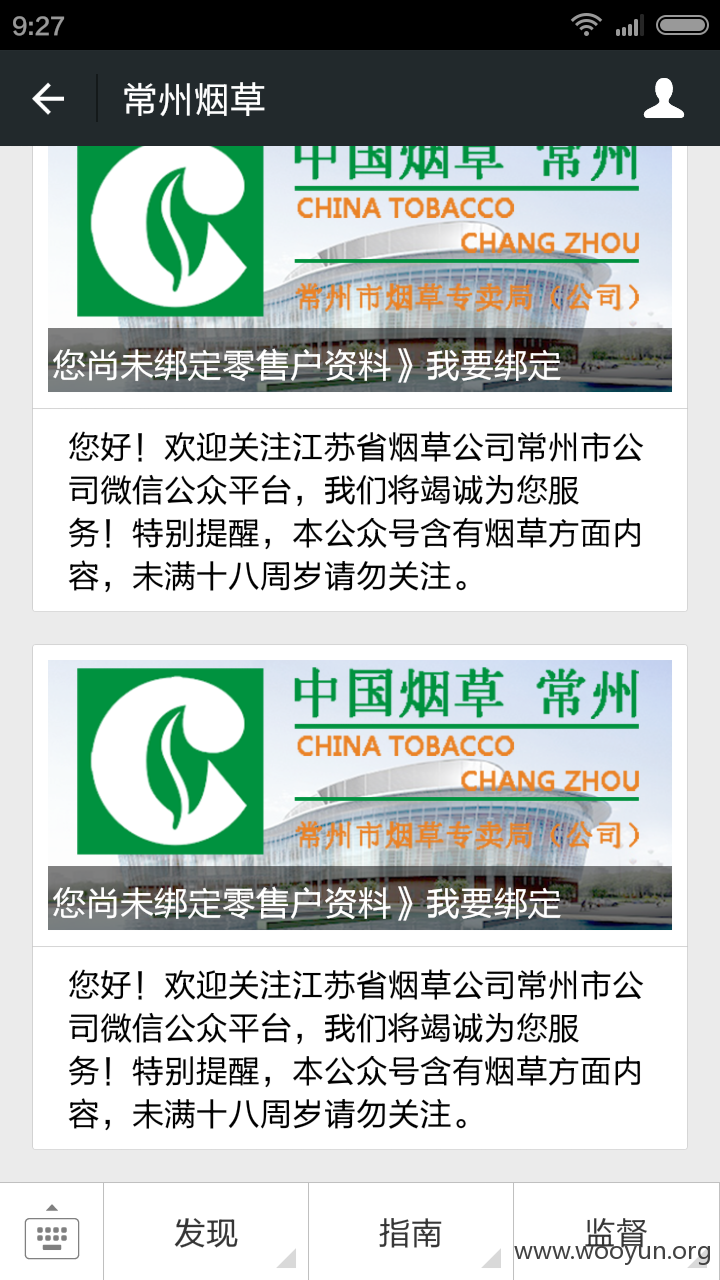 9:27
常州烟草
中国烟草 常州
CHINA TOBACCO
CHANG ZHOU
常州市烟草专卖局（公司）
您尚未绑定零售户资料》我要绑定
您好！欢迎关注江苏省烟草公司常州市公
司微信公众平台，我们将竭诚为您服
务！特别提醒，本公众号含有烟草方面内
容，未满十八周岁请勿关注。
中国烟草 常州
CHINA TOBACCO
CHANG ZHOU
常州市烟草专卖局（公司）
您尚未绑定零售户资料》我要绑定
您好！欢迎关注江苏省烟草公司常州市公
司微信公众平台，我们将竭诚为您服
务！特别提醒，本公众号含有烟草方面内
容，未满十八周岁请勿关注。
发现 指南 监督
www.wooyun.org